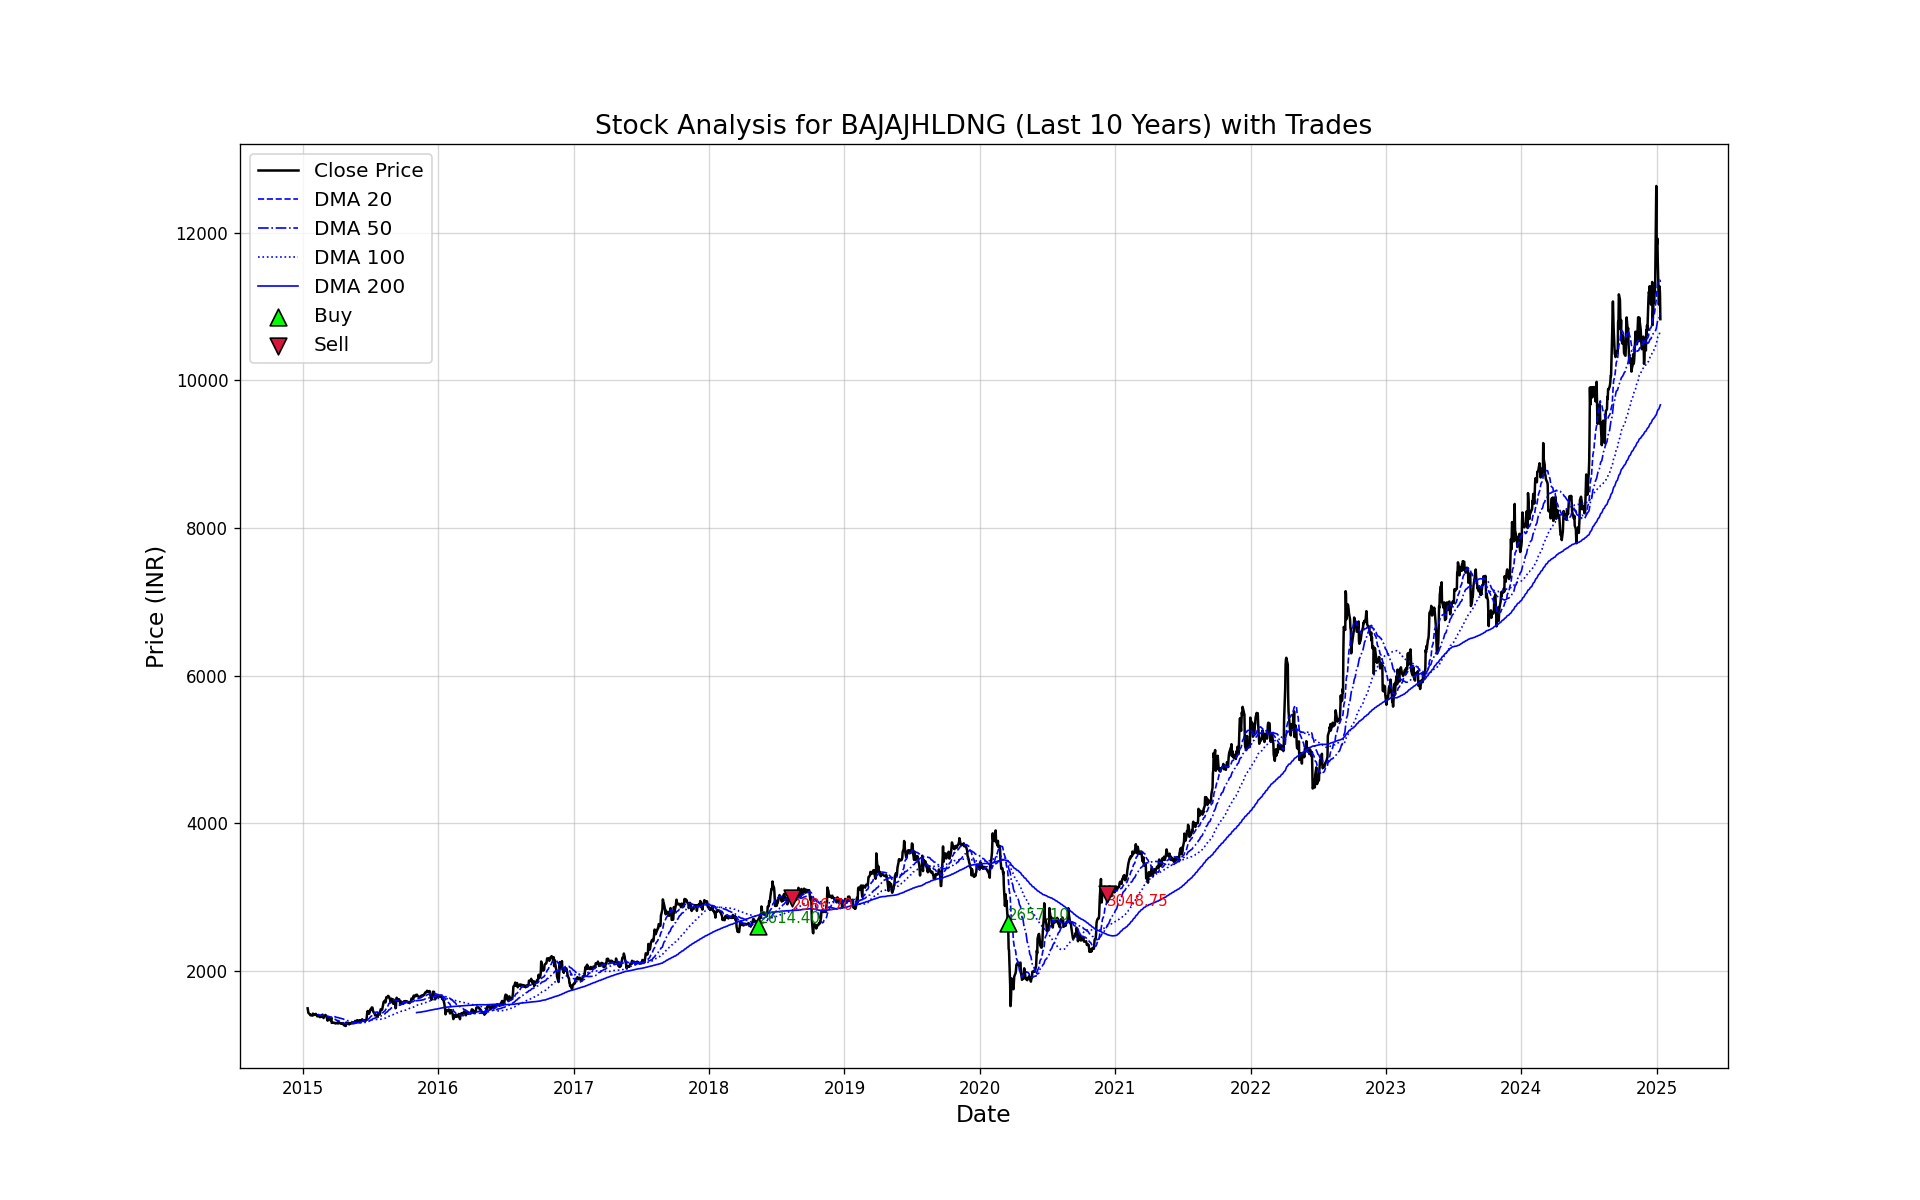 Stock Analysis for BAJAJHLDNG (Last 10 Years) with Trades
Close Price
DMA 20
DMA 50
DMA 100
DMA 200
Buy
Sell
12000
10000
8000
6000
4000
2000
Price (INR)
2614.40
2657.10
3048.75
2015
2016
2017
2018
2019
2020
2021
2022
2023
2024
2025
Date